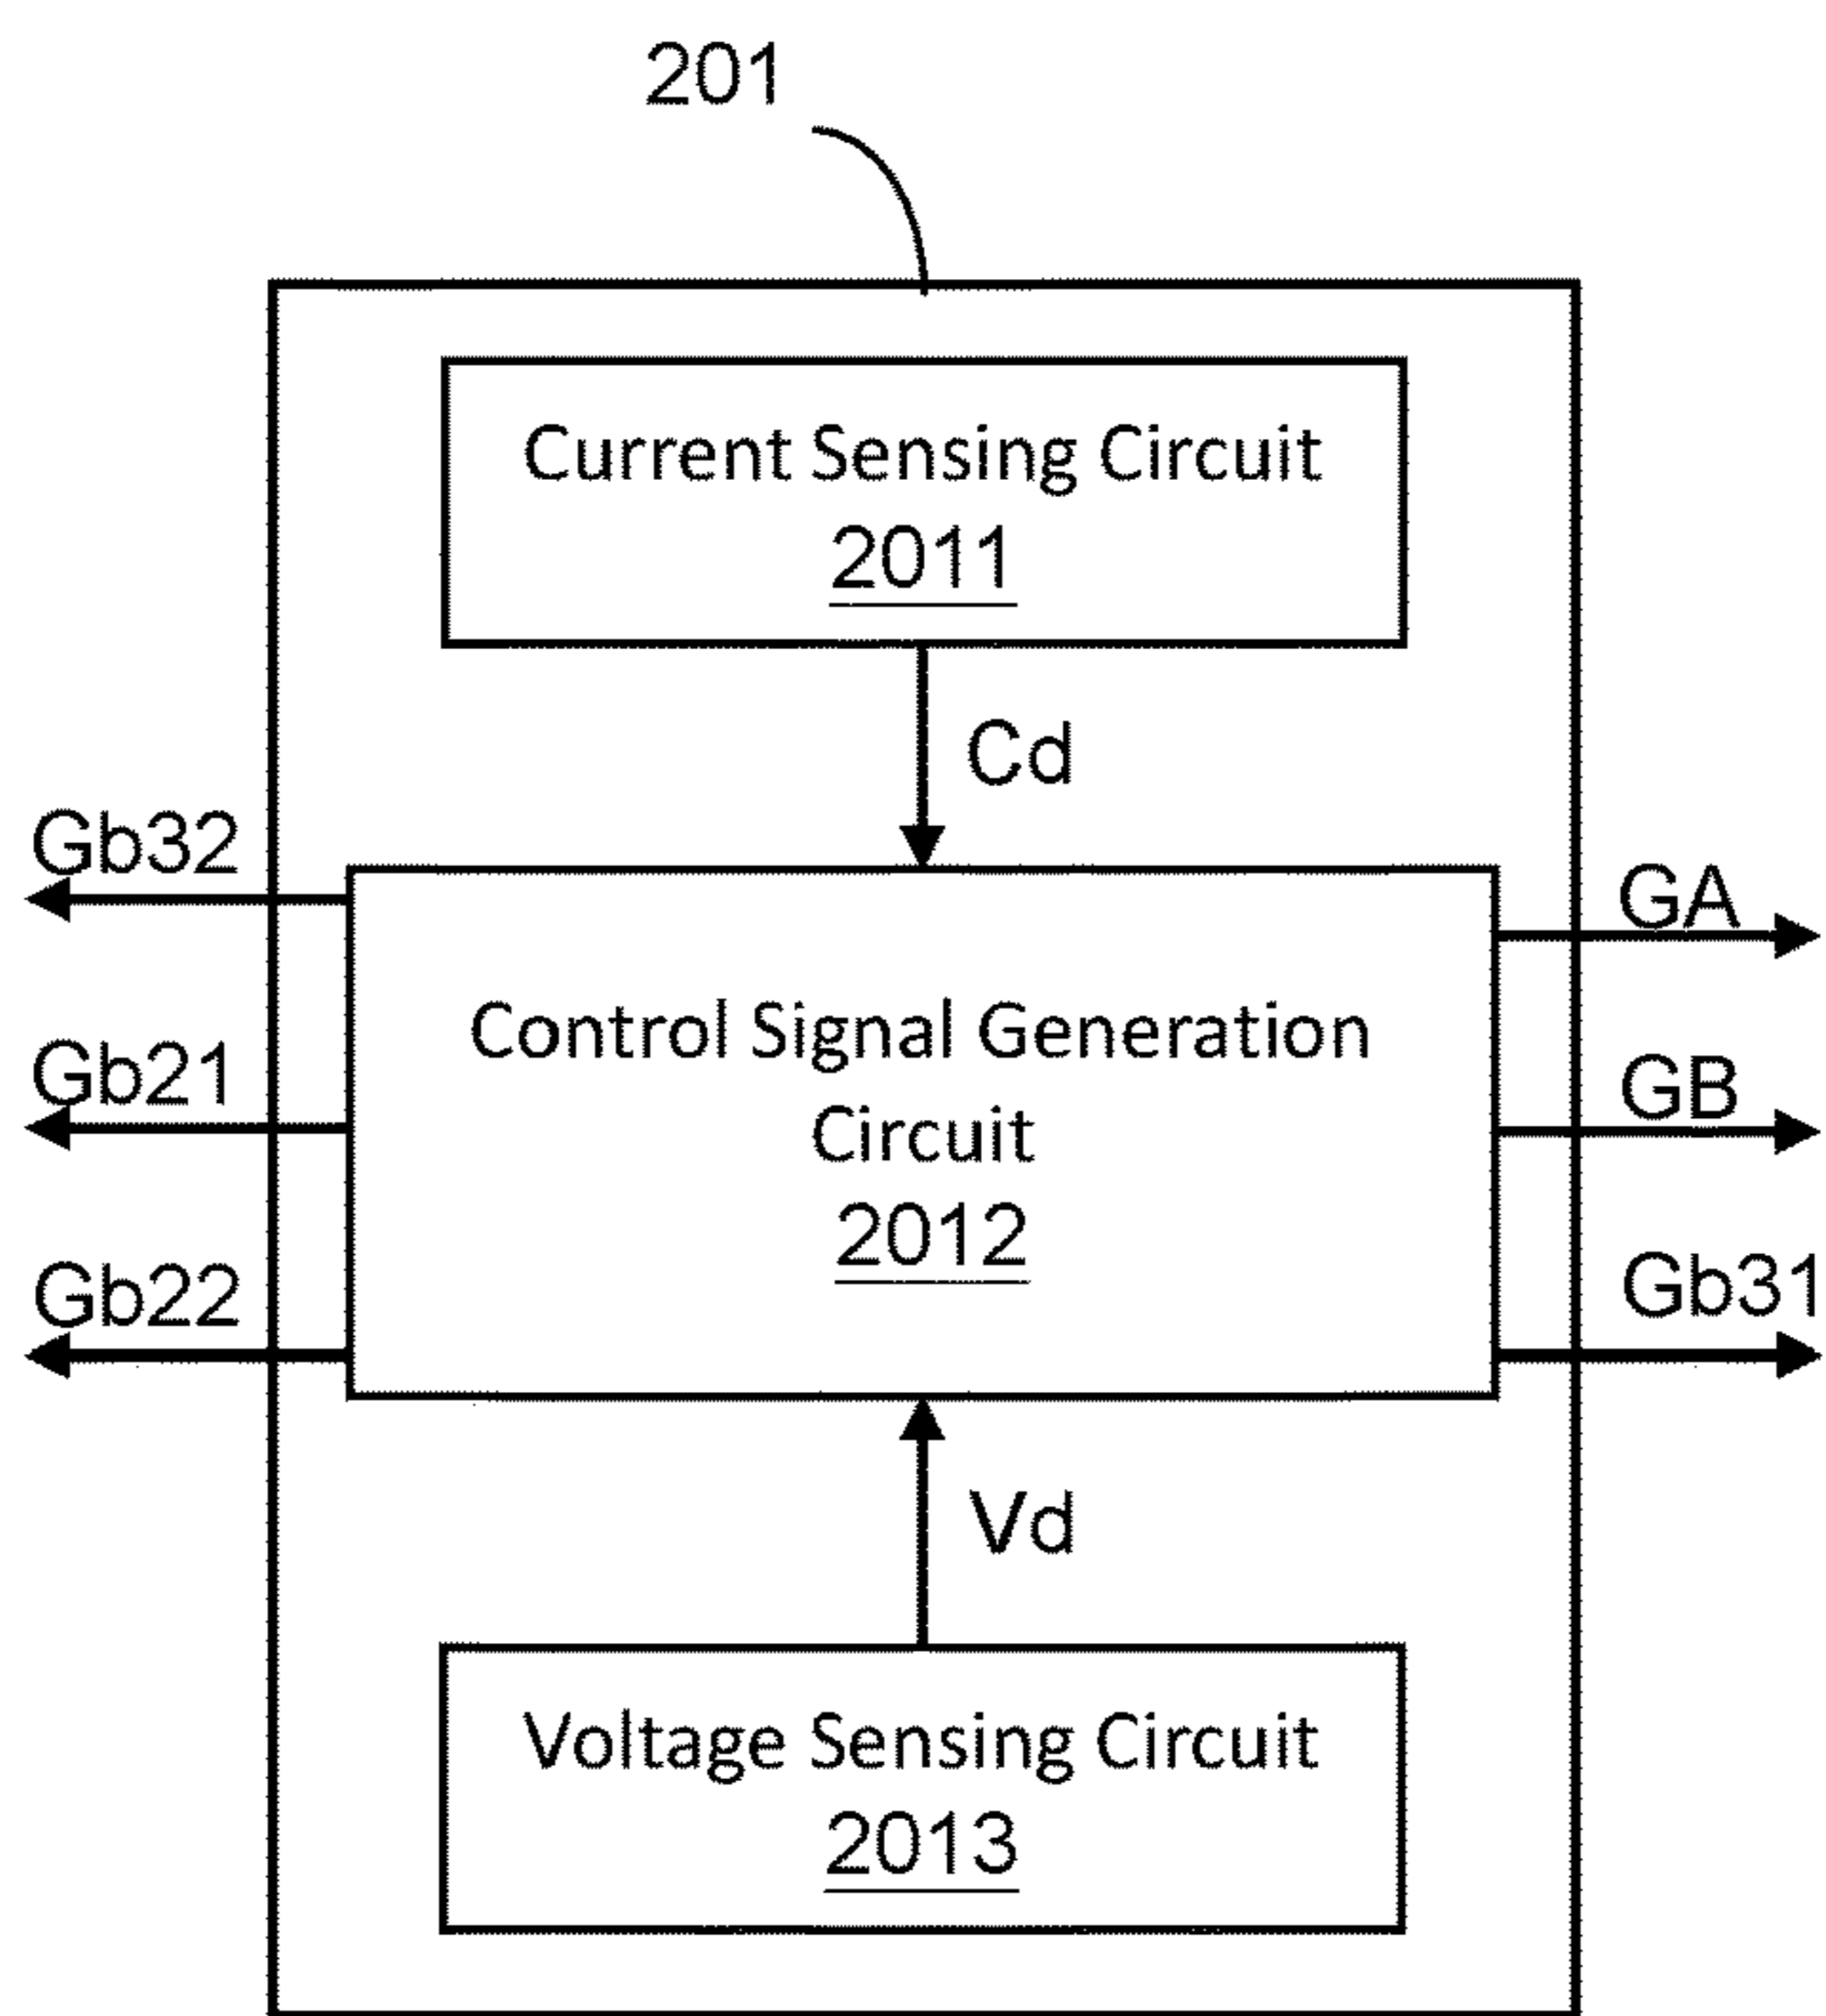 201
Current Sensing Circuit
2011
Cd
Gb32
GA
Control Signal Generation
Circuit
2012
Gb21
GB
Gb22
Gb31
Vd
Voltage Sensing Circuit
2013